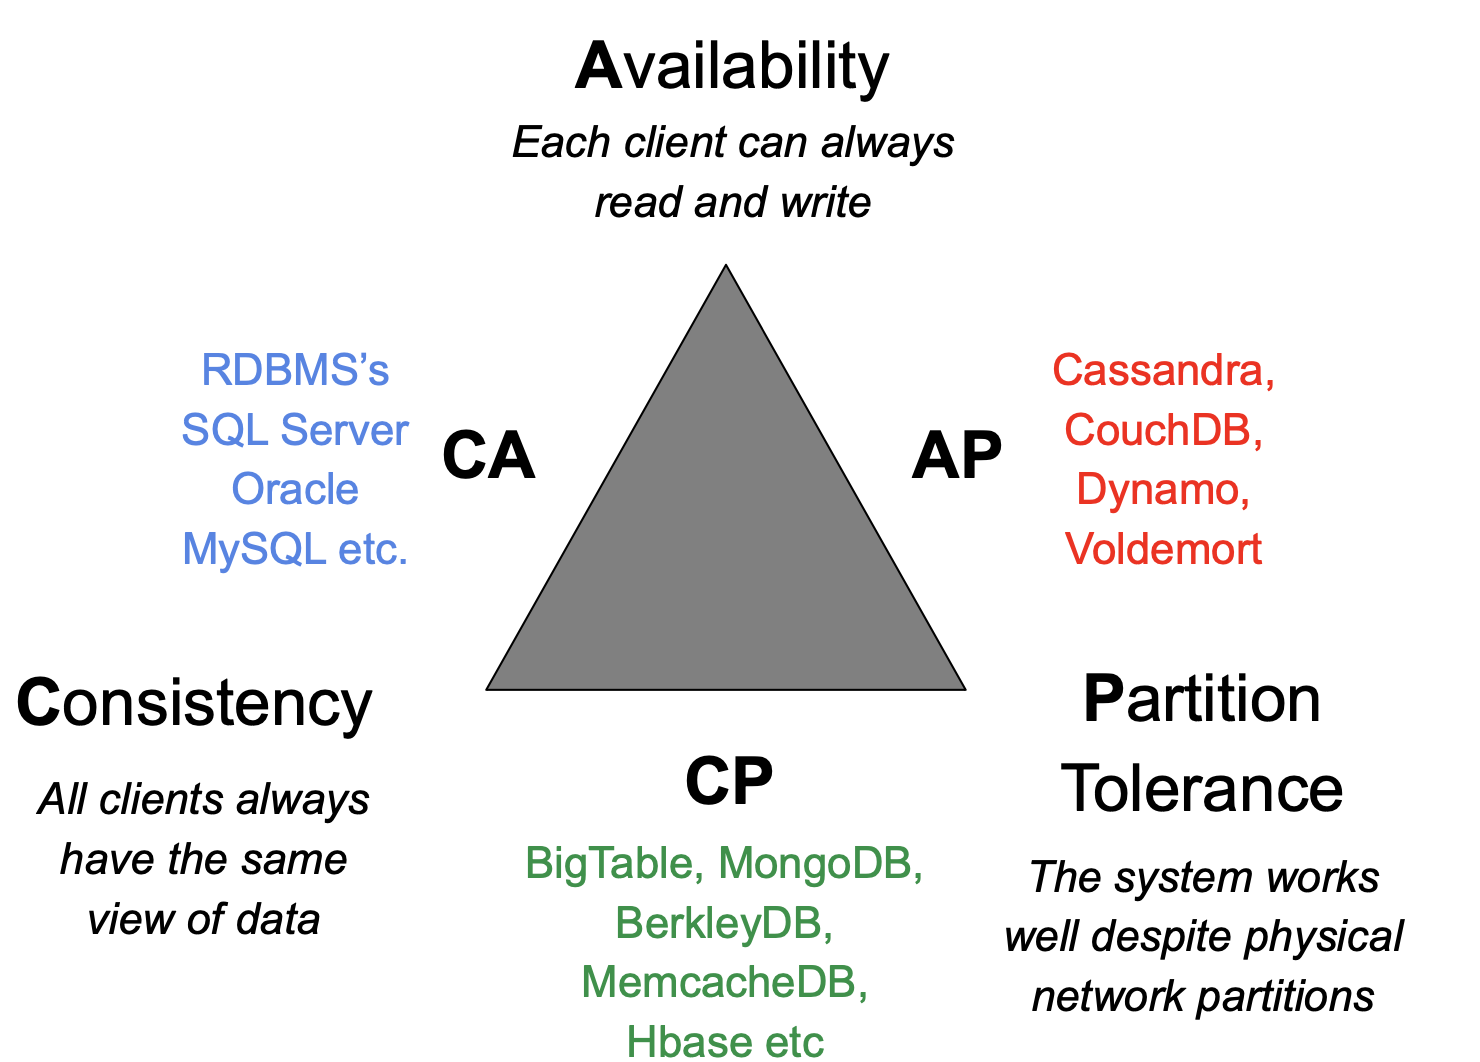 Availability
Each client can always
read and write
RDBMS’s
SQL Server
Oracle
MySQL etc.
CA
AP
Cassandra,
CouchDB,
Dynamo,
Voldemort
Consistency
All clients always
have the same
view of data
CP
BigTable, MongoDB,
BerkleyDB,
MemcacheDB,
Hbase etc
Partition
Tolerance
The system works
well despite physical
network partitions